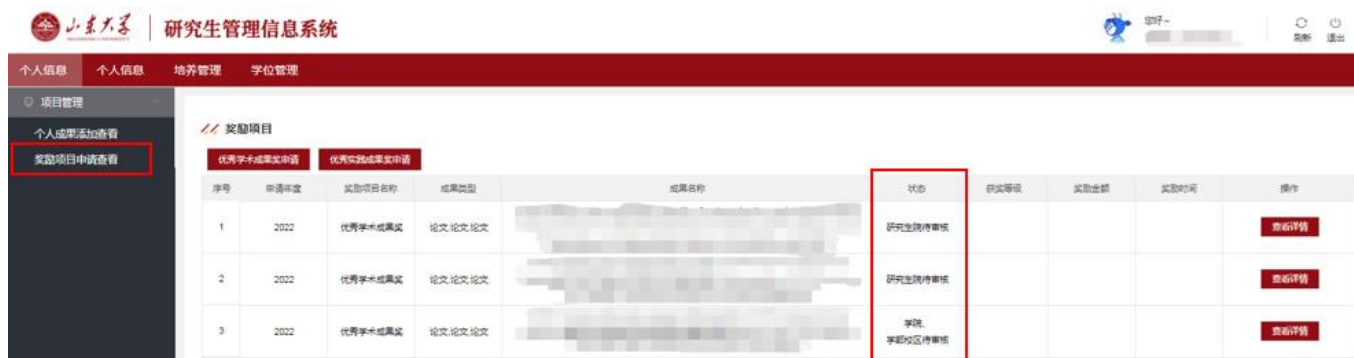 山东大学 研究生管理信息系统
您好~
刷新 退出
个人信息 个人信息 培养管理 学位管理
项目管理
个人成果添加查看
奖励项目申请查看
奖励项目
优秀学术成果奖申请 优秀实践成果奖申请
序号 申请年度 奖励项目名称 成果类型 成果名称 状态 获奖等级 奖励金额 奖励时间 操作
1 2022 优秀学术成果奖 论文,论文,论文 研究生院待审核 查看详情
2 2022 优秀学术成果奖 论文,论文,论文 研究生院待审核 查看详情
3 2022 优秀学术成果奖 论文,论文,论文 学院、
学部校区待审核 查看详情